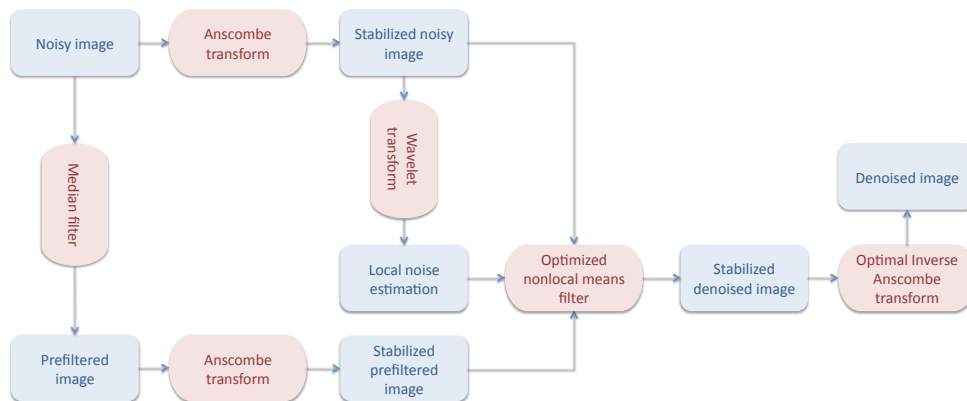 Noisy image
Anscombe
transform
Stabilized noisy
image
Wavelet
transform
Median filter
Denoised image
Local noise
estimation
Optimized
nonlocal means
filter
Stabilized
denoised image
Optimal Inverse
Anscombe
transform
Prefiltered
image
Anscombe
transform
Stabilized
prefiltered
image